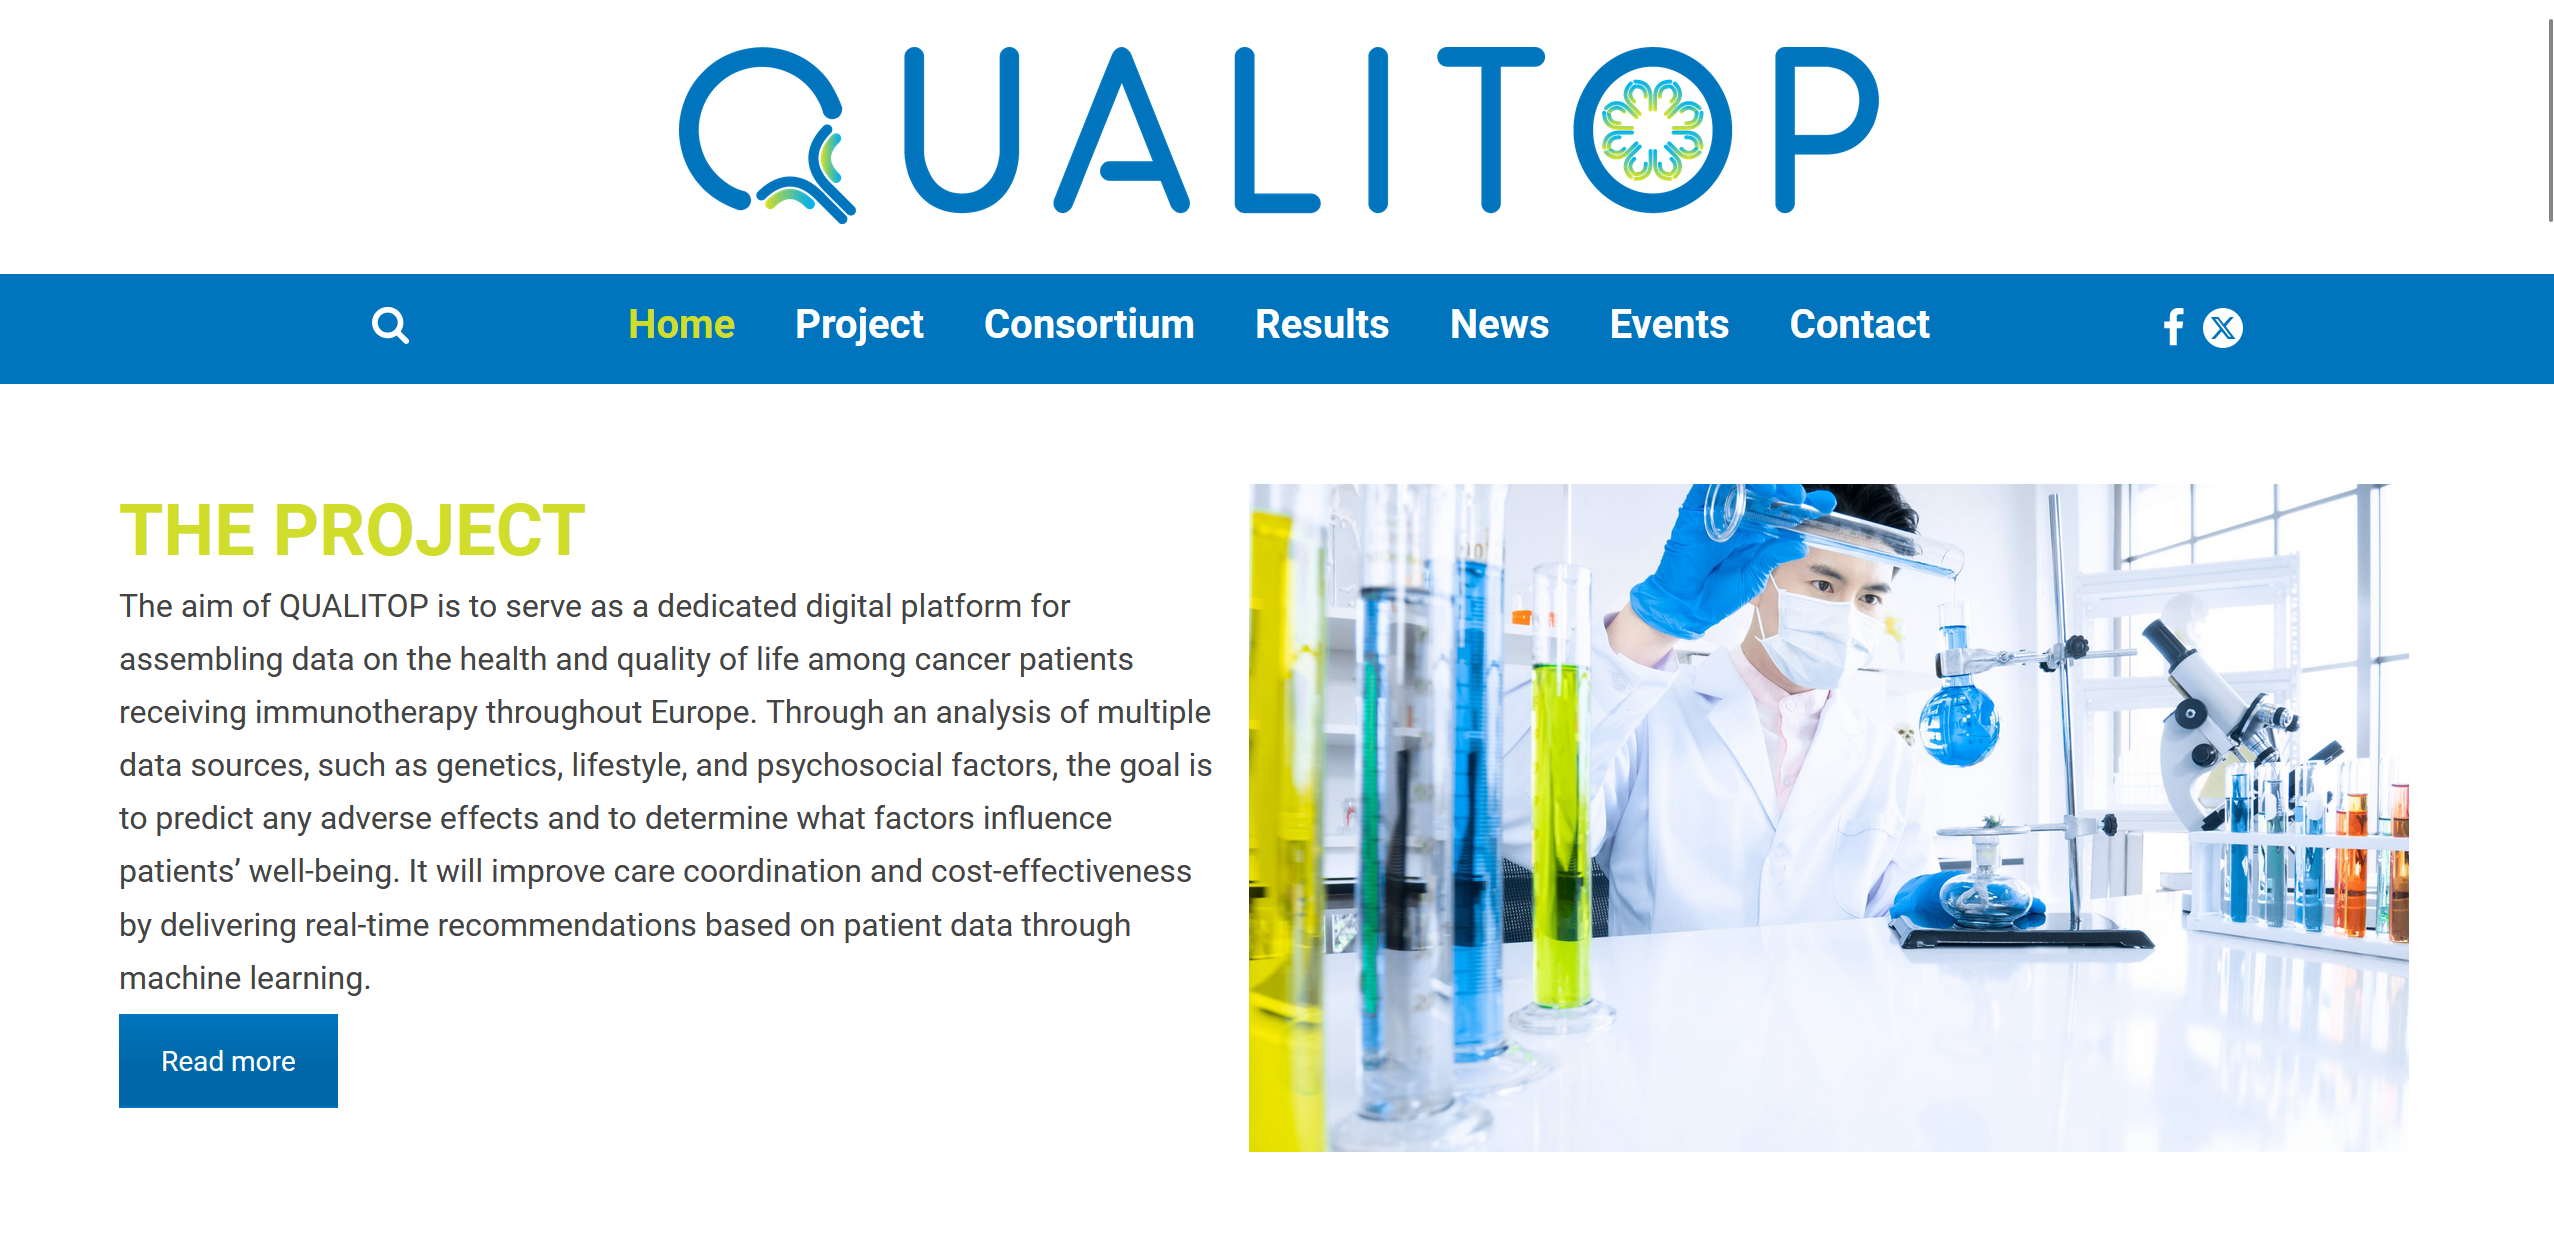 QUALITOP
Home Project Consortium Results News Events Contact
THE PROJECT
The aim of QUALITOP is to serve as a dedicated digital platform for
assembling data on the health and quality of life among cancer patients
receiving immunotherapy throughout Europe. Through an analysis of multiple
data sources, such as genetics, lifestyle, and psychosocial factors, the goal is
to predict any adverse effects and to determine what factors influence
patients’ well-being. It will improve care coordination and cost-effectiveness
by delivering real-time recommendations based on patient data through
machine learning.
Read more